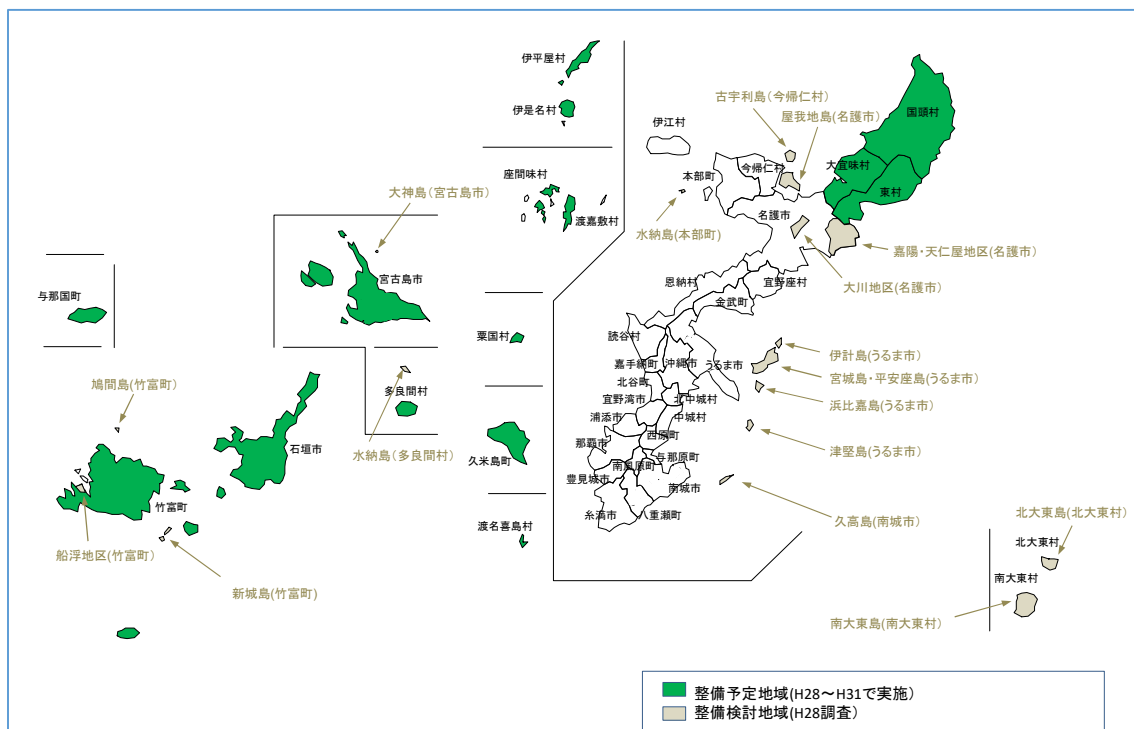 伊平屋村
伊是名村
古宇利島(今帰仁村)
屋我地島(名護市)
国頭村
伊江村
大宜味村
今帰仁村
本部町
東村
座間味村
渡嘉敷村
大神島(宮古島市)
水納島(本部町)
名護市
嘉陽・天仁屋地区(名護市)
大川地区(名護市)
宮古島市
与那国町
恩納村
宜野座村
金武町
粟国村
読谷村
伊計島(うるま市)
嘉手納町
沖縄市
うるま市
宮城島・平安座島(うるま市)
北谷町
鳩間島(竹富町)
多良間村
宜野湾市
北中城村
浜比嘉島(うるま市)
浦添市
中城村
石垣市
水納島(多良間村)
久米島町
那覇市
西原町
津堅島(うるま市)
与那原町
南風原町
豊見城市
南城市
竹富町
糸満市
八重瀬町
久高島(南城市)
渡名喜島村
北大東島(北大東村)
船浮地区(竹富町)
北大東村
新城島(竹富町)
南大東村
南大東島(南大東村)
整備予定地域(H28~H31で実施)
整備検討地域(H28調査)